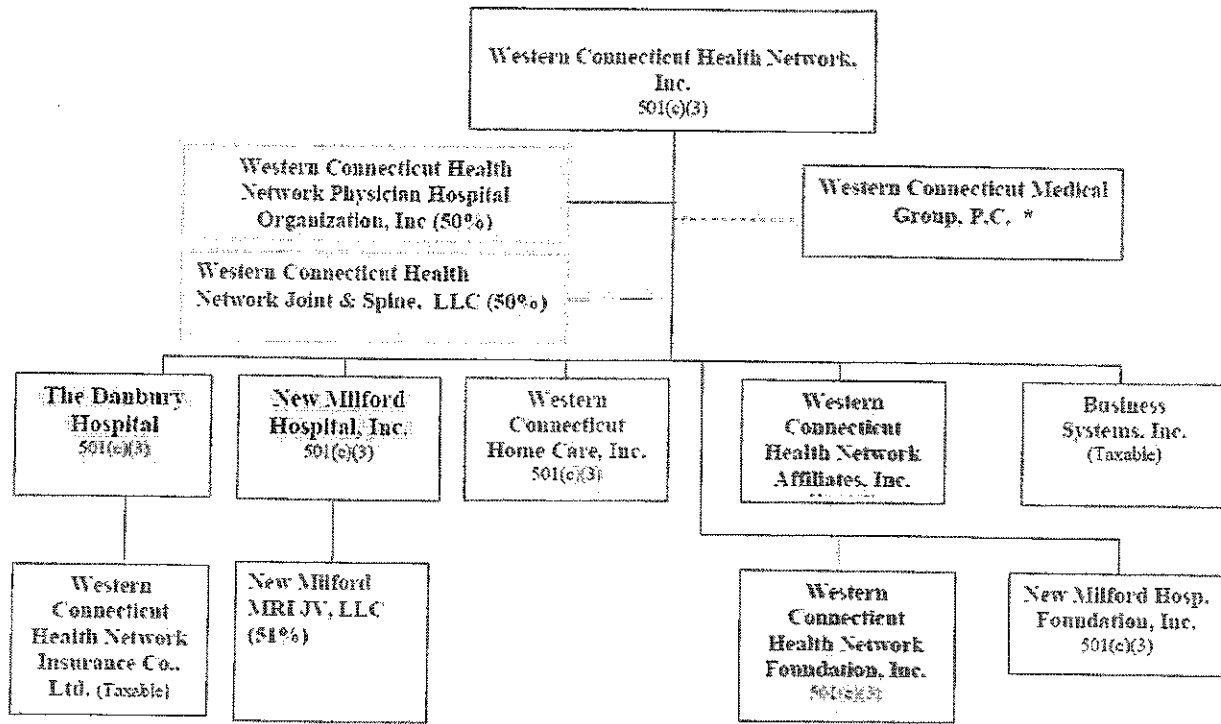 Western Connecticut Health Network,
Inc.
501(c)(3)
Western Connecticut Health
Network Physician Hospital
Organization, Inc (50%)
Western Connecticut Medical
Group, P.C. *
Western Connecticut Health
Network Joint & Spine, LLC (50%)
The Danbury
Hospital
501(c)(3)
New Milford
Hospital, Inc.
501(c)(3)
Western
Connecticut
Home Care, Inc.
501(c)(3)
Western
Connecticut
Health Network
Affiliates, Inc.
Business
Systems, Inc.
(Taxable)
Western
Connecticut
Health Network
Insurance Co.,
Ltd. (Taxable)
New Milford
MRI JV, LLC
(51%)
Western
Connecticut
Health Network
Foundation, Inc.
501(c)(3)
New Milford Hosp.
Foundation, Inc.
501(c)(3)